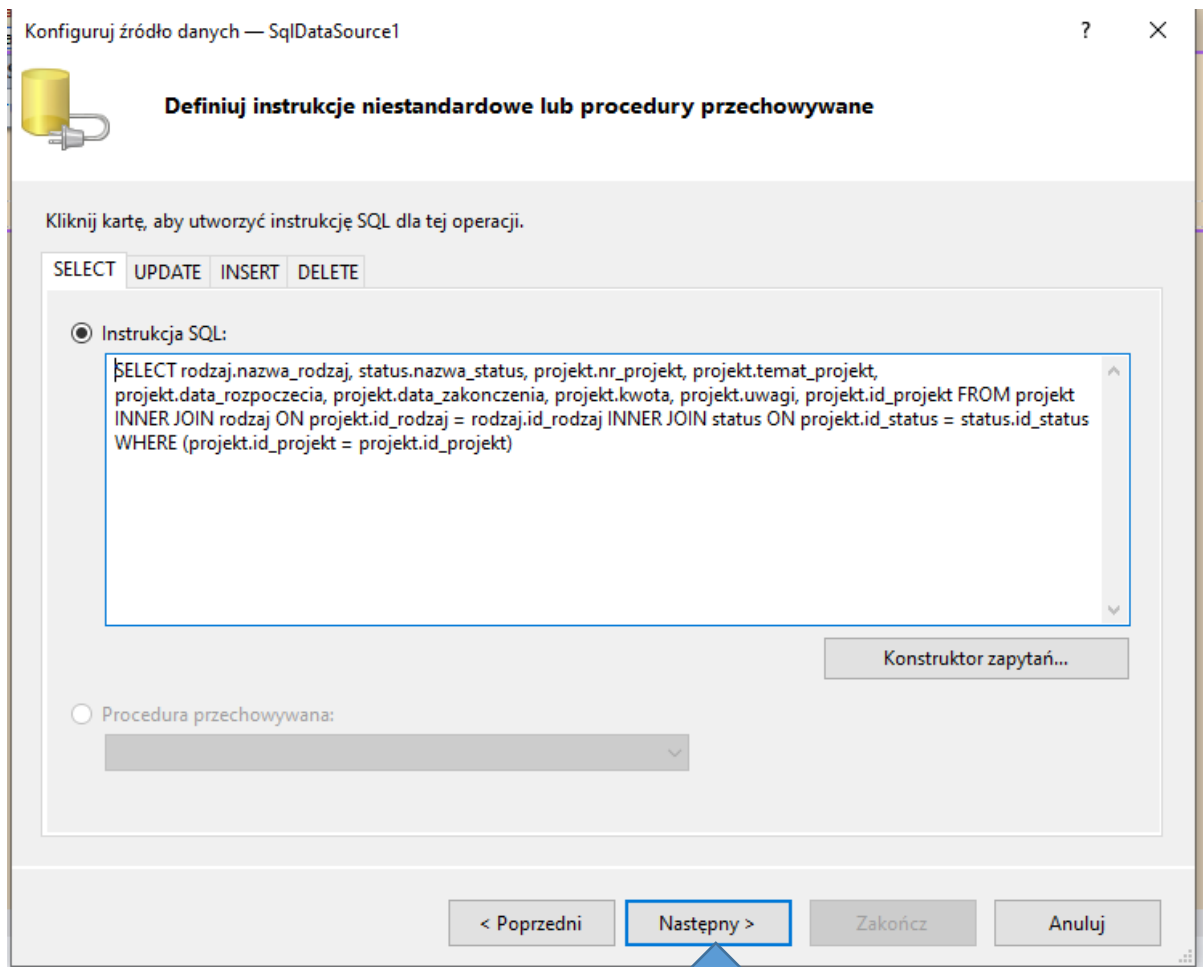 Konfiguruj źródło danych — SqlDataSource1
?
Definiuj instrukcje niestandardowe lub procedury przechowywane
Kliknij kartę, aby utworzyć instrukcję SQL dla tej operacji.
SELECT UPDATE INSERT DELETE
Instrukcja SQL:
SELECT rodzaj.nazwa_rodzaj, status.nazwa_status, projekt.nr_projekt, projekt.temat_projekt,
projekt.data_rozpoczecia, projekt.data_zakonczenia, projekt.kwota, projekt.uwagi, projekt.id_projekt FROM projekt
INNER JOIN rodzaj ON projekt.id_rodzaj = rodzaj.id_rodzaj INNER JOIN status ON projekt.id_status = status.id_status
WHERE (projekt.id_projekt = projekt.id_projekt)
Konstruktor zapytań...
Procedura przechowywana:
< Poprzedni Następny > Zakończ Anuluj